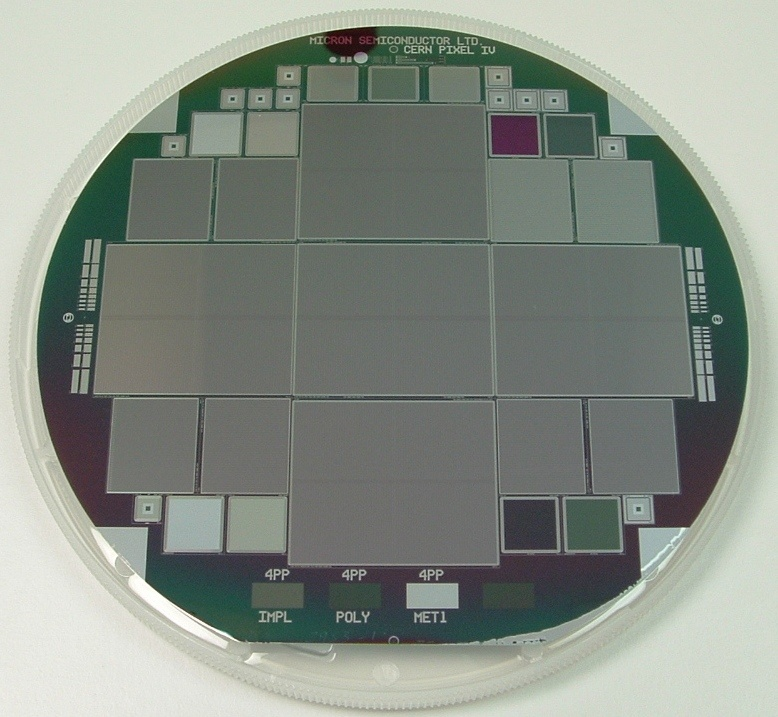 MICRON SEMICONDUCTOR LTD.
CERN PIXEL IV
4PP 4PP 4PP
IMPL POLY MET1